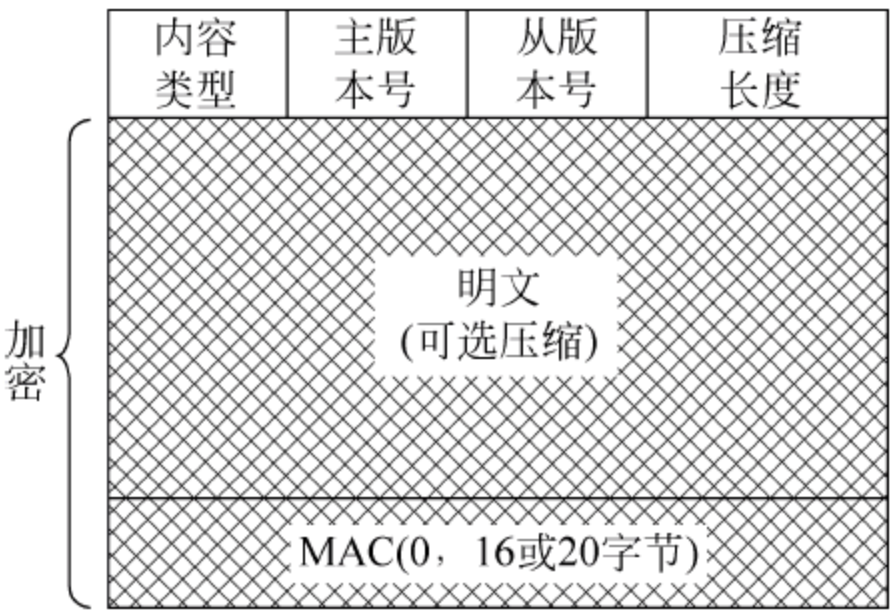 内容
类型
主版
本号
从版
本号
压缩
长度
加
密
明文
(可选压缩)
MAC(0，16或20字节)